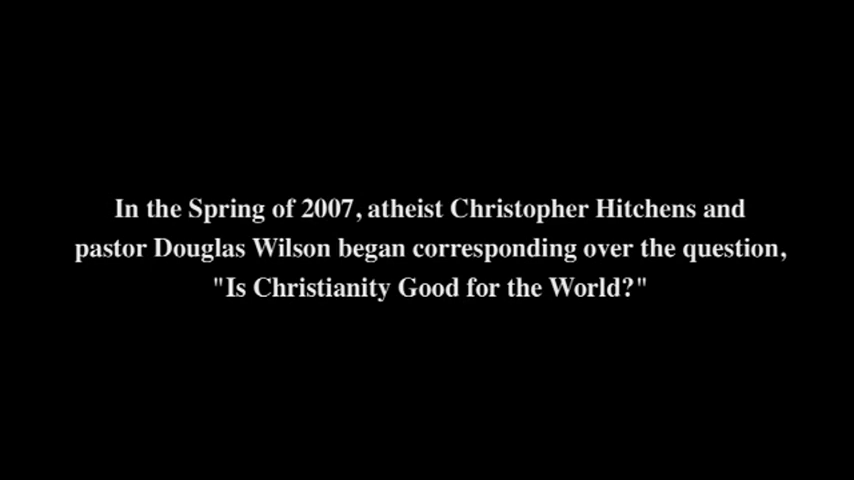 In the Spring of 2007, atheist Christopher Hitchens and
pastor Douglas Wilson began corresponding over the question,
"Is Christianity Good for the World?"